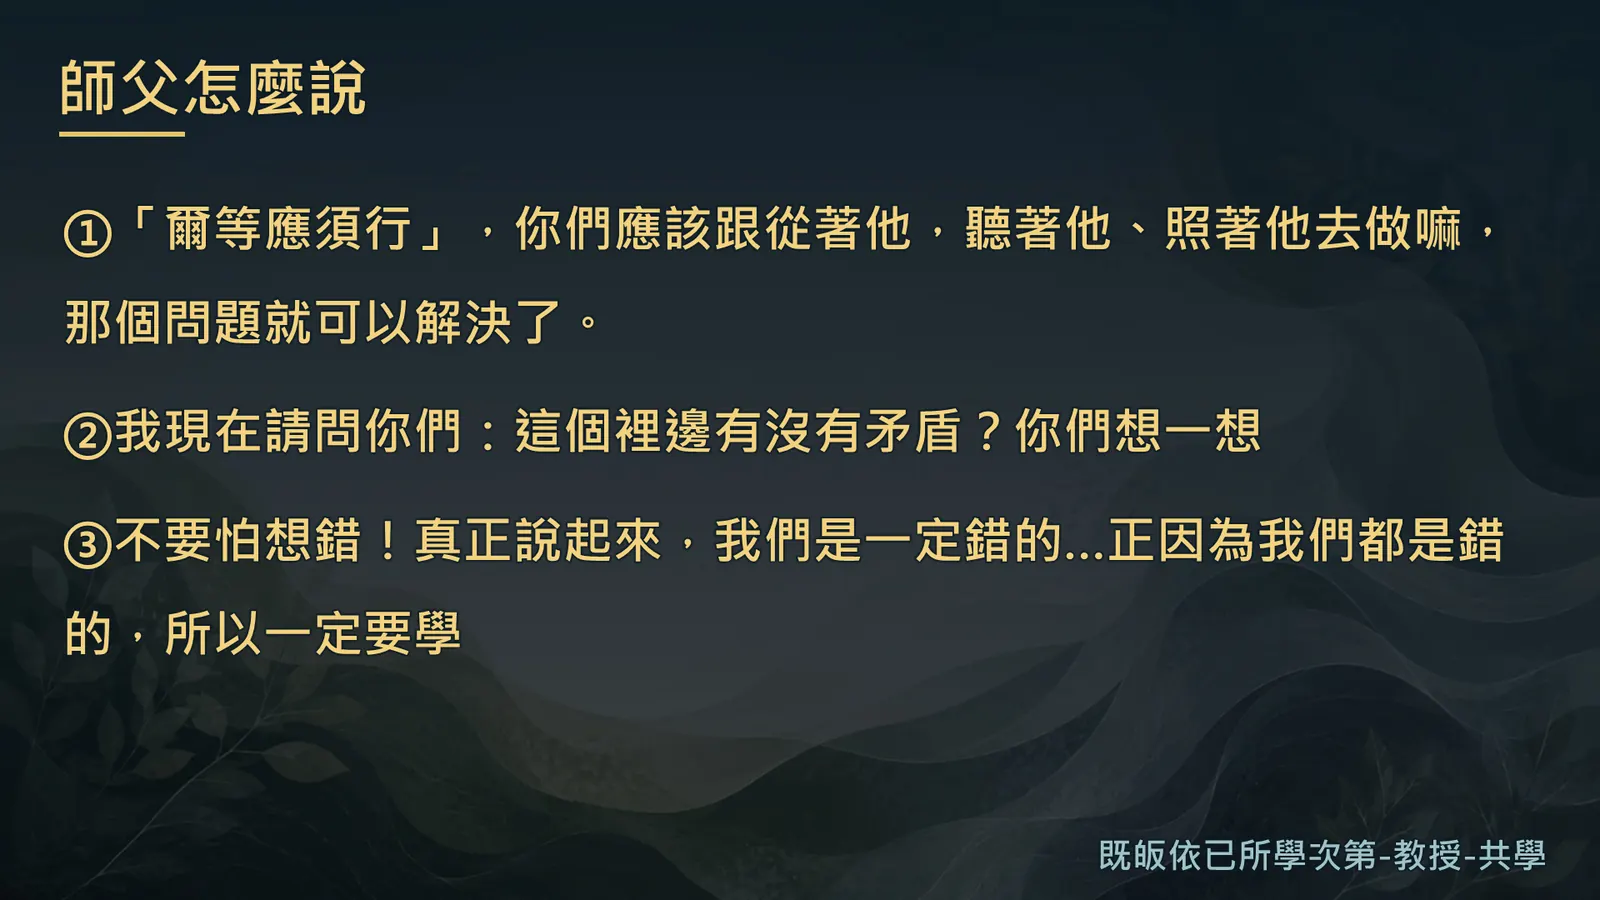 師父怎麼說
①「爾等應須行」，你們應該跟從著他，聽著他、照著他去做嘛，
那個問題就可以解決了。
②我現在請問你們：這個裡邊有沒有矛盾？你們想一想
③不要怕想錯！真正說起來，我們是一定錯的...正因為我們都是錯
的，所以一定要學
既皈依已所學次第-教授-共學